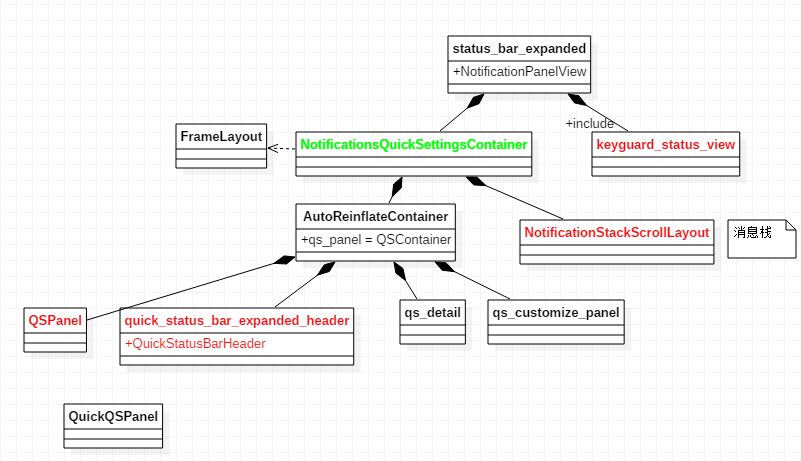 status_bar_expanded
+NotificationPanelView
+include
FrameLayout
NotificationsQuickSettingsContainer
keyguard_status_view
AutoReinflateContainer
+qs_panel = QSContainer
NotificationStackScrollLayout
消息栈
QSPanel
quick_status_bar_expanded_header
+QuickStatusBarHeader
qs_detail
qs_customize_panel
QuickQSPanel